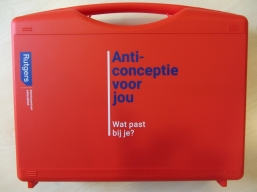 Anti-
conceptie
voor
jou
Wat past
bij je?
Rutgers